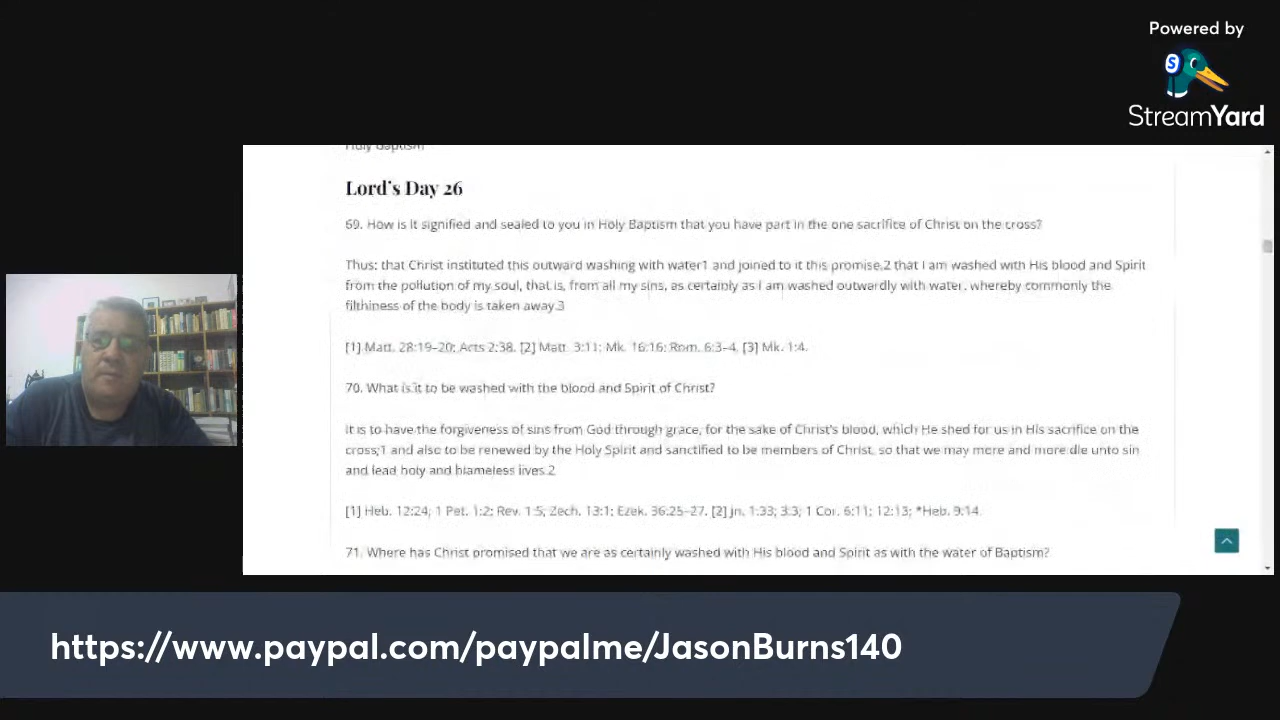 Powered by
StreamYard
Holy Baptism
Lord's Day 26
69. How is it signified and sealed to you in Holy Baptism that you have part in the one sacrifice of Christ on the cross?
Thus: that Christ instituted this outward washing with water1 and joined to it this promise,2 that I am washed with His blood and Spirit
from the pollution of my soul, that is, from all my sins, as certainly as I am washed outwardly with water, whereby commonly the
filthiness of the body is taken away.3
[1] Matt. 28:19–20; Acts 2:38. [2] Matt. 3:11; Mk. 16:16; Rom. 6:3–4. [3] Mk. 1:4.
70. What is it to be washed with the blood and Spirit of Christ?
It is to have the forgiveness of sins from God through grace, for the sake of Christ's blood, which He shed for us in His sacrifice on the
cross;1 and also to be renewed by the Holy Spirit and sanctified to be members of Christ, so that we may more and more die unto sin
and lead holy and blameless lives.2
[1] Heb. 12:24; 1 Pet. 1:2; Rev. 1:5; Zech. 13:1; Ezek. 36:25–27. [2] Jn. 1:33; 3:3; 1 Cor. 6:11; 12:13; *Heb. 9:14.
71. Where has Christ promised that we are as certainly washed with His blood and Spirit as with the water of Baptism?
https://www.paypal.com/paypalme/JasonBurns140